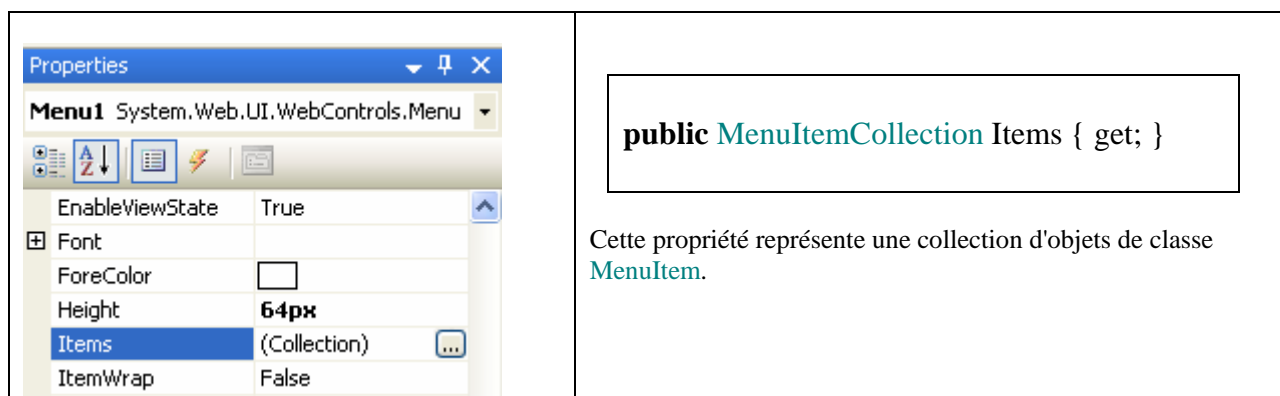 Properties
Menu1 System.Web.UI.WebControls.Menu
EnableViewState True
Font
ForeColor
Height 64px
Items (Collection) ...
ItemWrap False
public MenuItemCollection Items { get; }
Cette propriété représente une collection d'objets de classe
MenuItem.